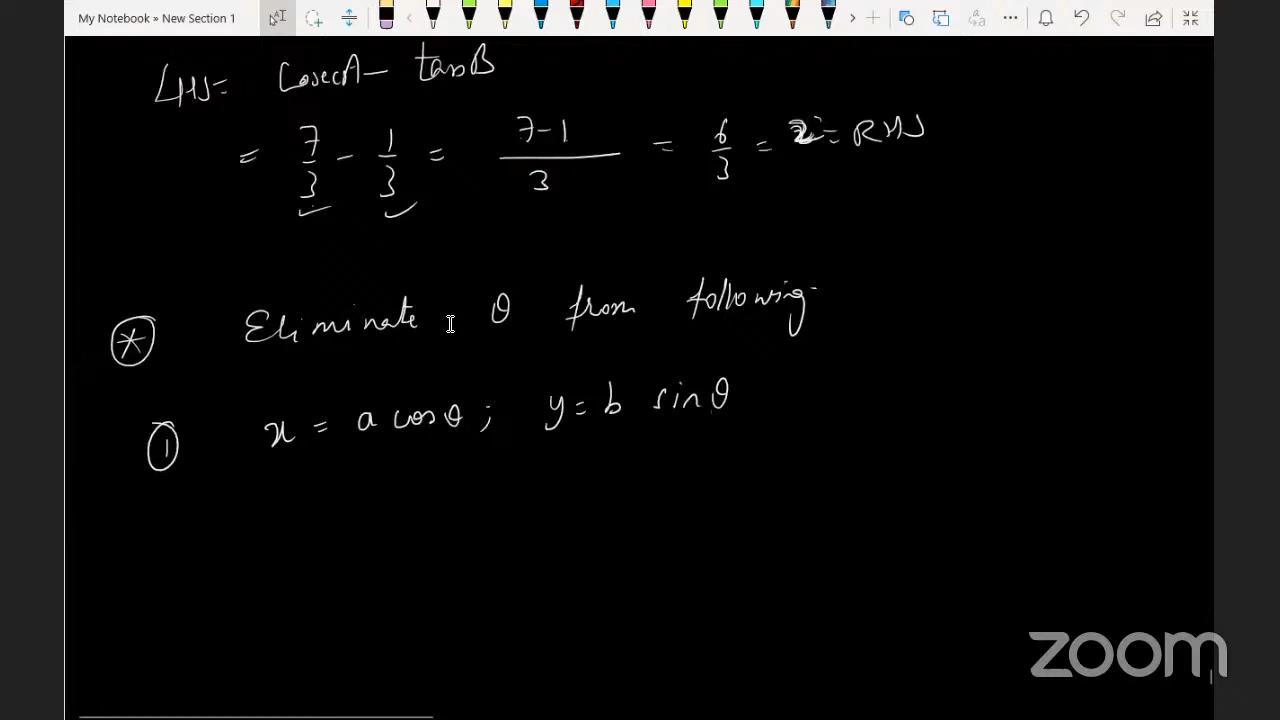 My Notebook » New Section 1
LHS = CosecA - tanB
= 7/3 - 1/3 = 7-1/3 = 6/3 = 2 = RHS
* Eliminate θ from following.
① x = a cosθ ; y = b sinθ
zoom